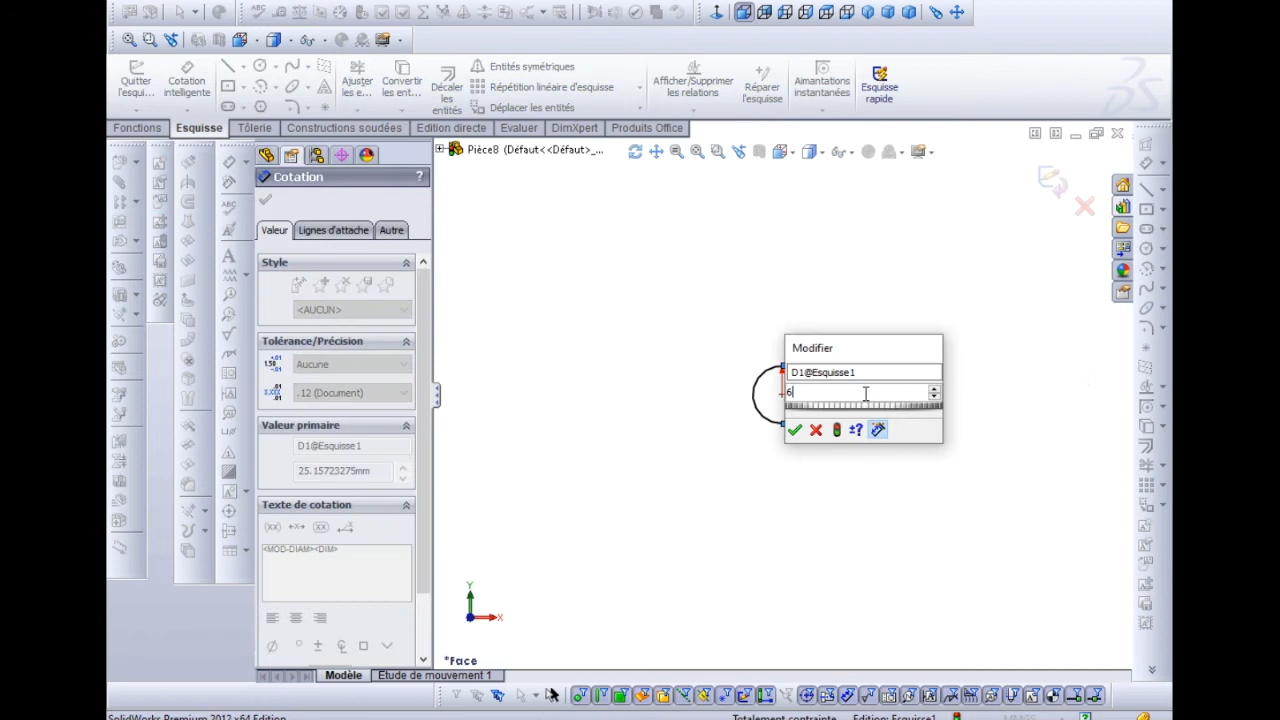 Quitter
l'esqui...
Cotation
intelligente
Ajuster
les e...
Convertir
les ent...
Décaler
les
entités
Entités symétriques
Répétition linéaire d'esquisse
Déplacer les entités
Afficher/Supprimer
les relations
Réparer
l'esquisse
Aimantations
instantanées
Esquisse
rapide
Fonctions
Esquisse
Tôlerie
Constructions soudées
Edition directe
Evaluer
DimXpert
Produits Office
Pièce8 (Défaut<<Défaut>_...
Cotation
?
Valeur
Lignes d'attache
Autre
Style
<AUCUN>
Tolérance/Précision
Aucune
.12 (Document)
Valeur primaire
D1@Esquisse1
25.15723275mm
Texte de cotation
<MOD-DIAM><DIM>
Modifier
D1@Esquisse1
6
±?
Y
X
*Face
Modèle
Etude de mouvement 1
SolidWorks Premium 2012 x64 Edition
Totalement contrainte
Edition: Esquisse1
MMGS